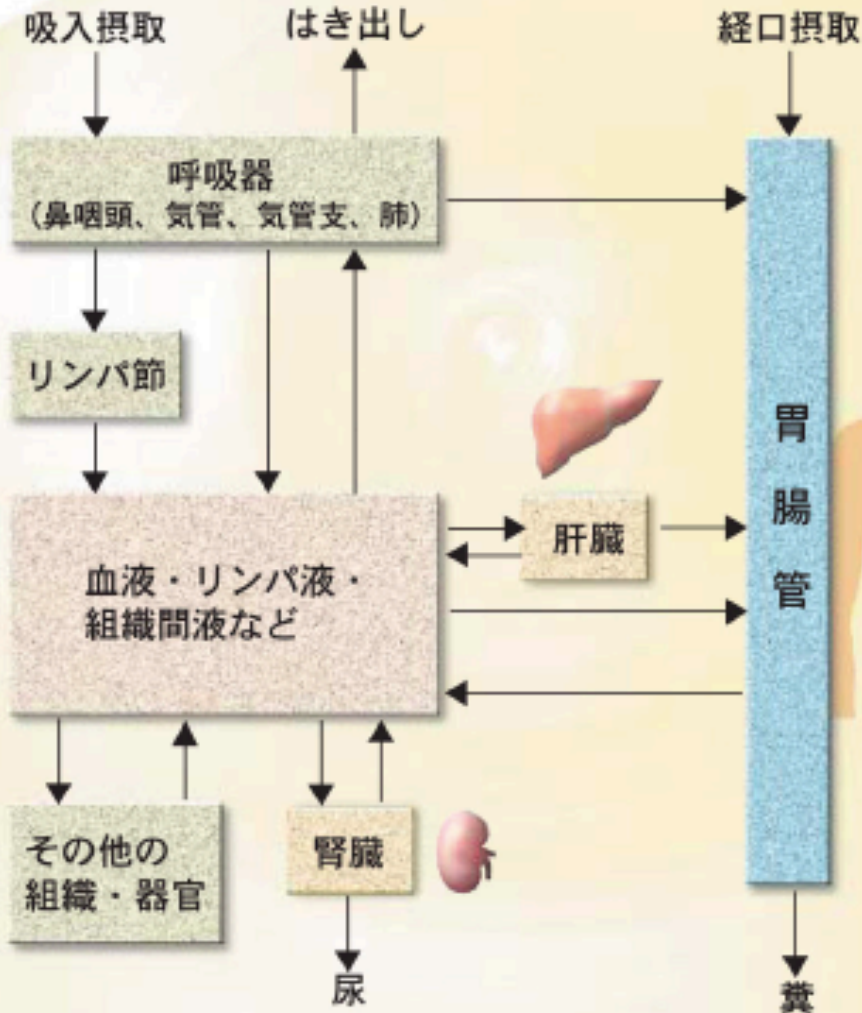 吸入摂取
はき出し
経口摂取
呼吸器
(鼻咽頭、気管、気管支、肺)
リンパ節
胃腸管
肝臓
血液・リンパ液・
組織間液など
その他の
組織・器官
腎臓
尿
糞